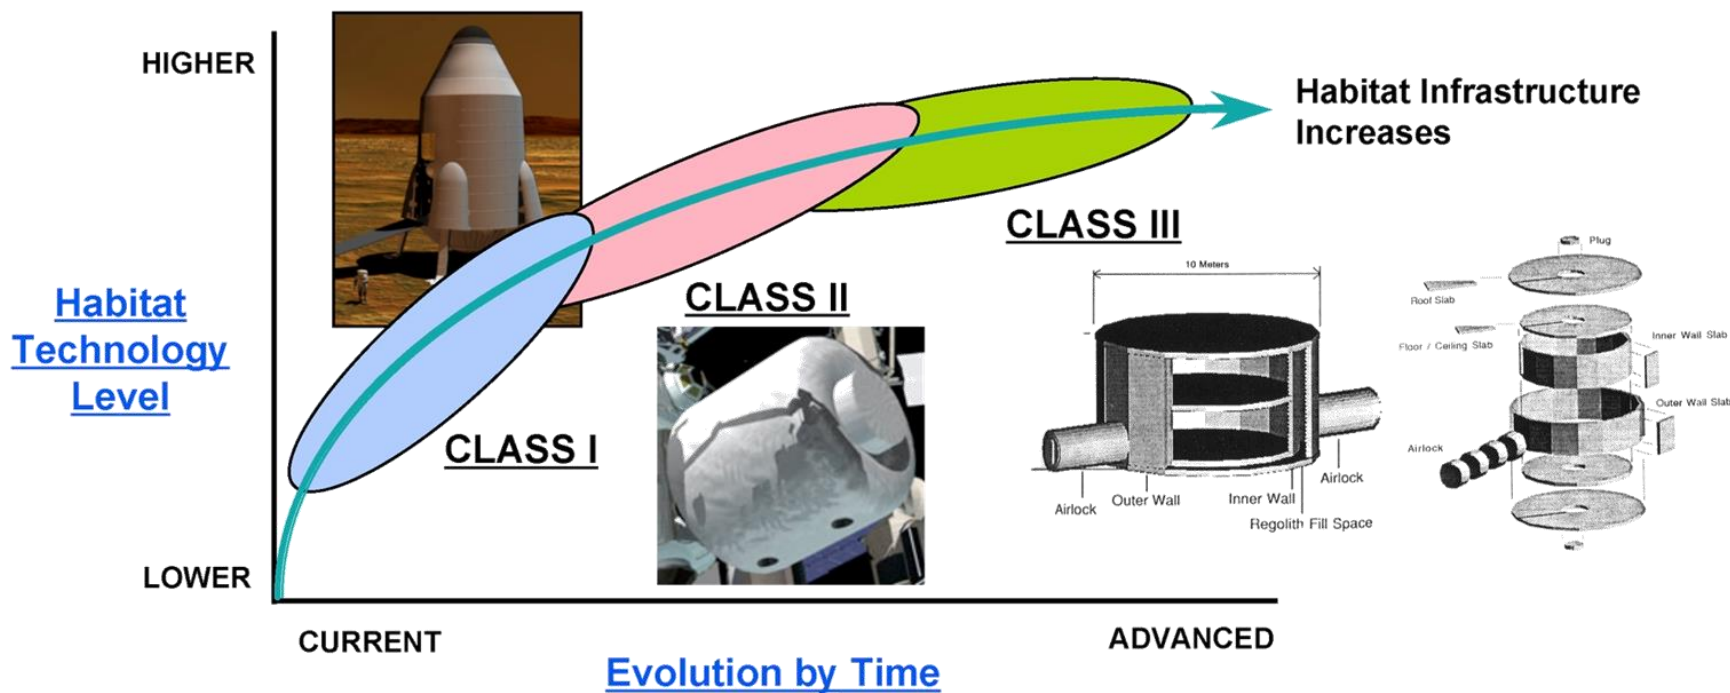 HIGHER
Habitat Infrastructure
Increases
CLASS III
Habitat
Technology
Level
CLASS II
CLASS I
LOWER
CURRENT
ADVANCED
Evolution by Time
10 Meters
Airlock
Outer Wall
Inner Wall
Airlock
Regolith Fill Space
Plug
Roof Slab
Floor / Ceiling Slab
Inner Wall Slab
Outer Wall Slab
Airlock